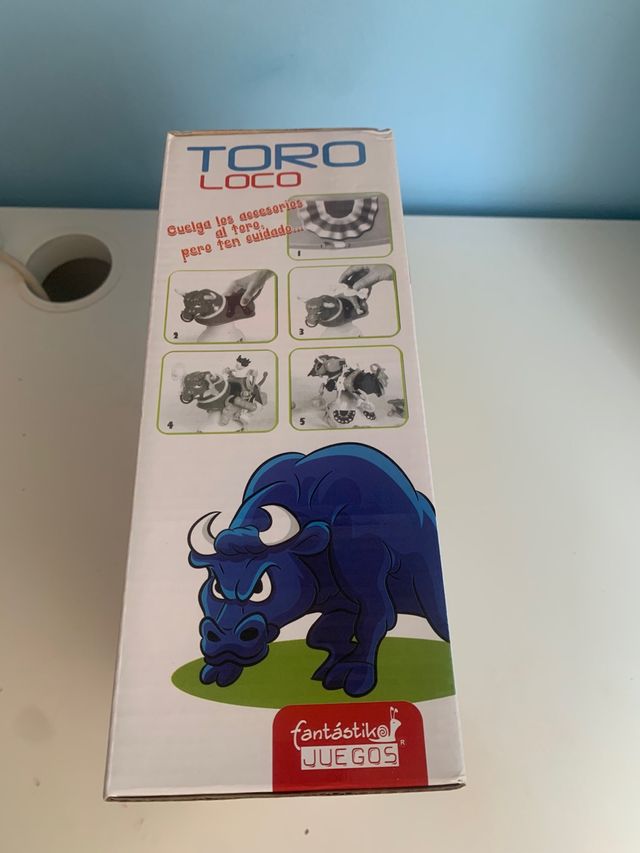 TORO
LOCO
Cuelga los accesorios
al toro,
pero ten cuidado...
1
2
3
4
5
fantástiko
JUEGOS
R